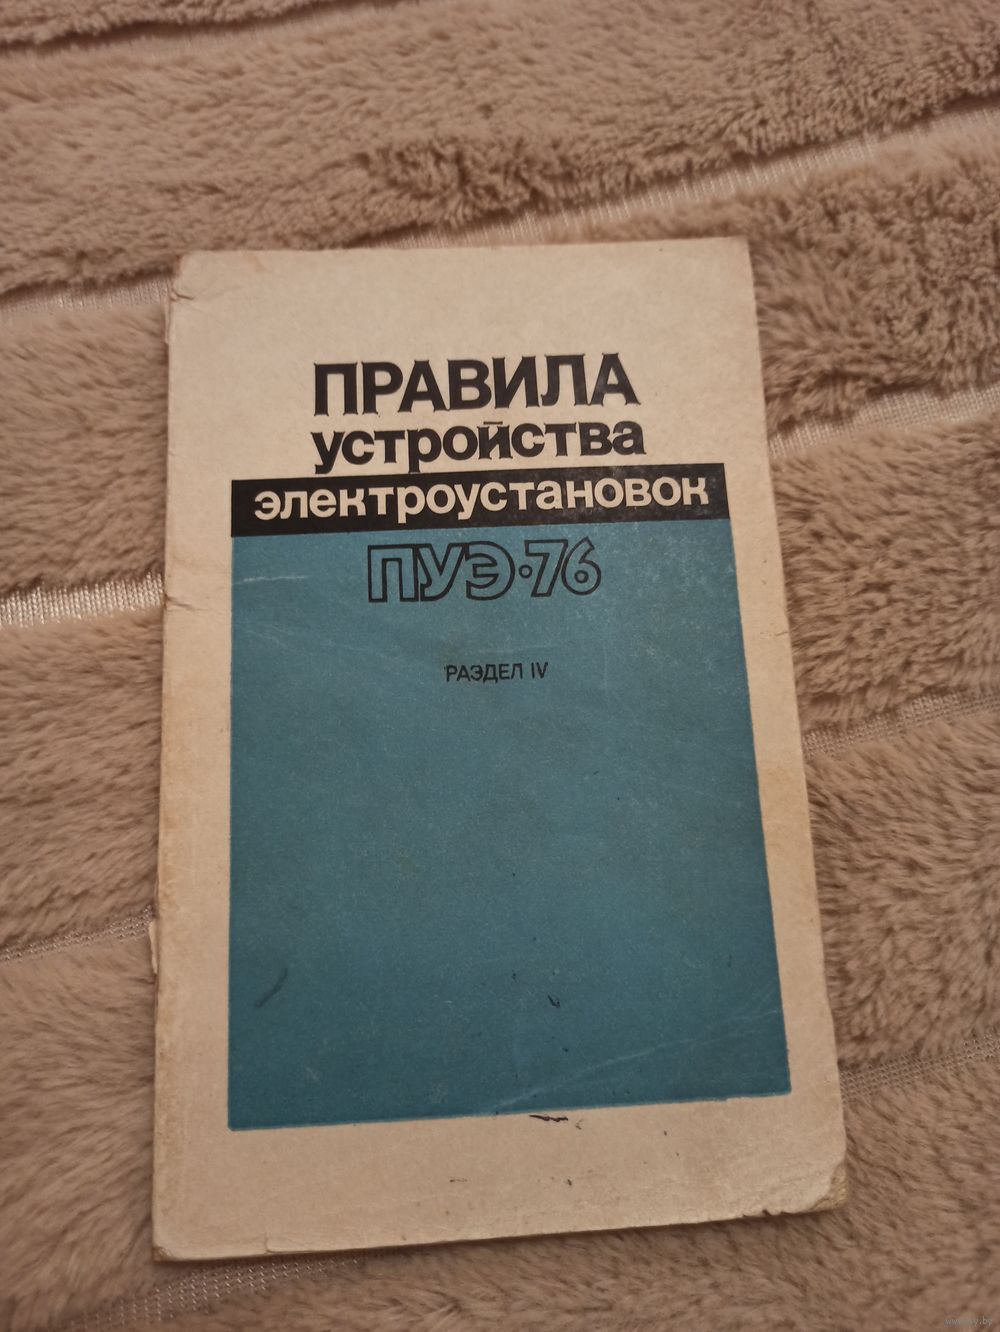 ПРАВИЛА
устройства
электроустановок
ПУЭ·76
РАЗДЕЛ IV